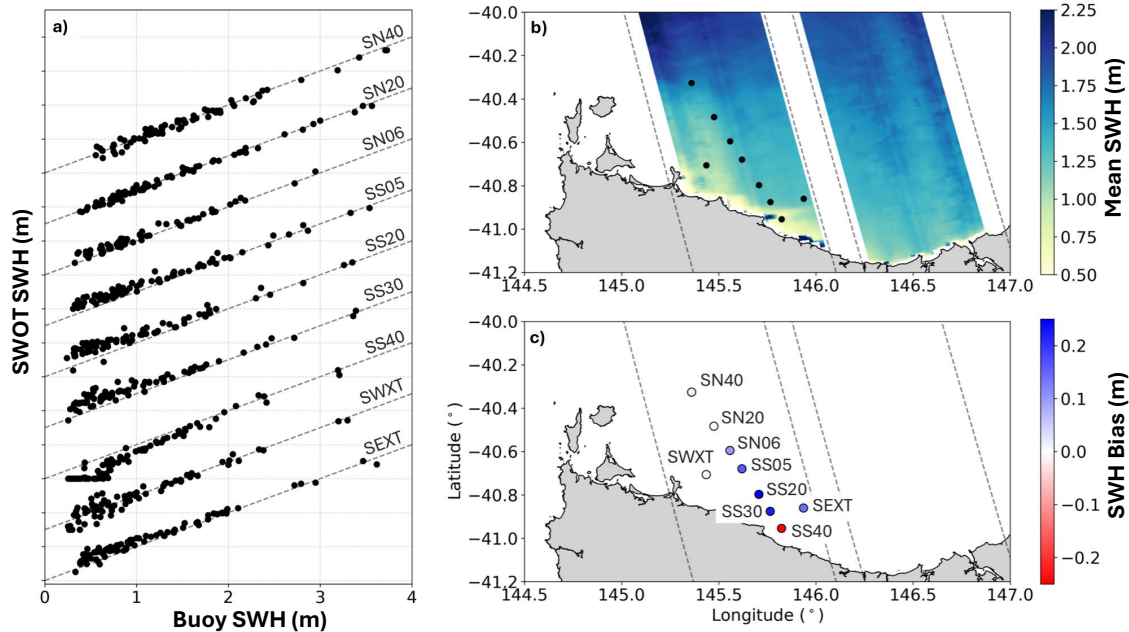 a)
SN40
SN20
SN06
SS05
SS20
SS30
SS40
SWXT
SEXT
SWOT SWH (m)
0 1 2 3 4
Buoy SWH (m)
b)
−40.0
−40.2
−40.4
−40.6
−40.8
−41.0
−41.2
144.5 145.0 145.5 146.0 146.5 147.0
2.25
2.00
1.75
1.50
1.25
1.00
0.75
0.50
Mean SWH (m)
c)
−40.0
−40.2
−40.4
−40.6
−40.8
−41.0
−41.2
Latitude (°)
SN40
SN20
SN06
SWXT
SS05
SS20
SS30
SEXT
SS40
144.5 145.0 145.5 146.0 146.5 147.0
Longitude (°)
0.2
0.1
0.0
−0.1
−0.2
SWH Bias (m)